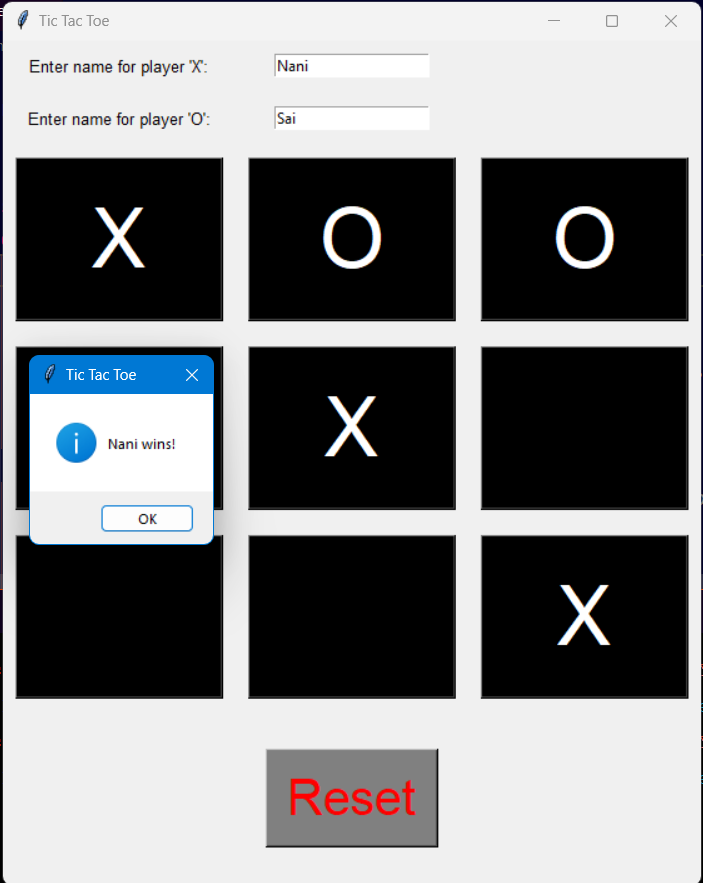 Tic Tac Toe
Enter name for player 'X':
Nani
Enter name for player 'O':
Sai
X O O
Tic Tac Toe
Nani wins!
OK
X
X
Reset